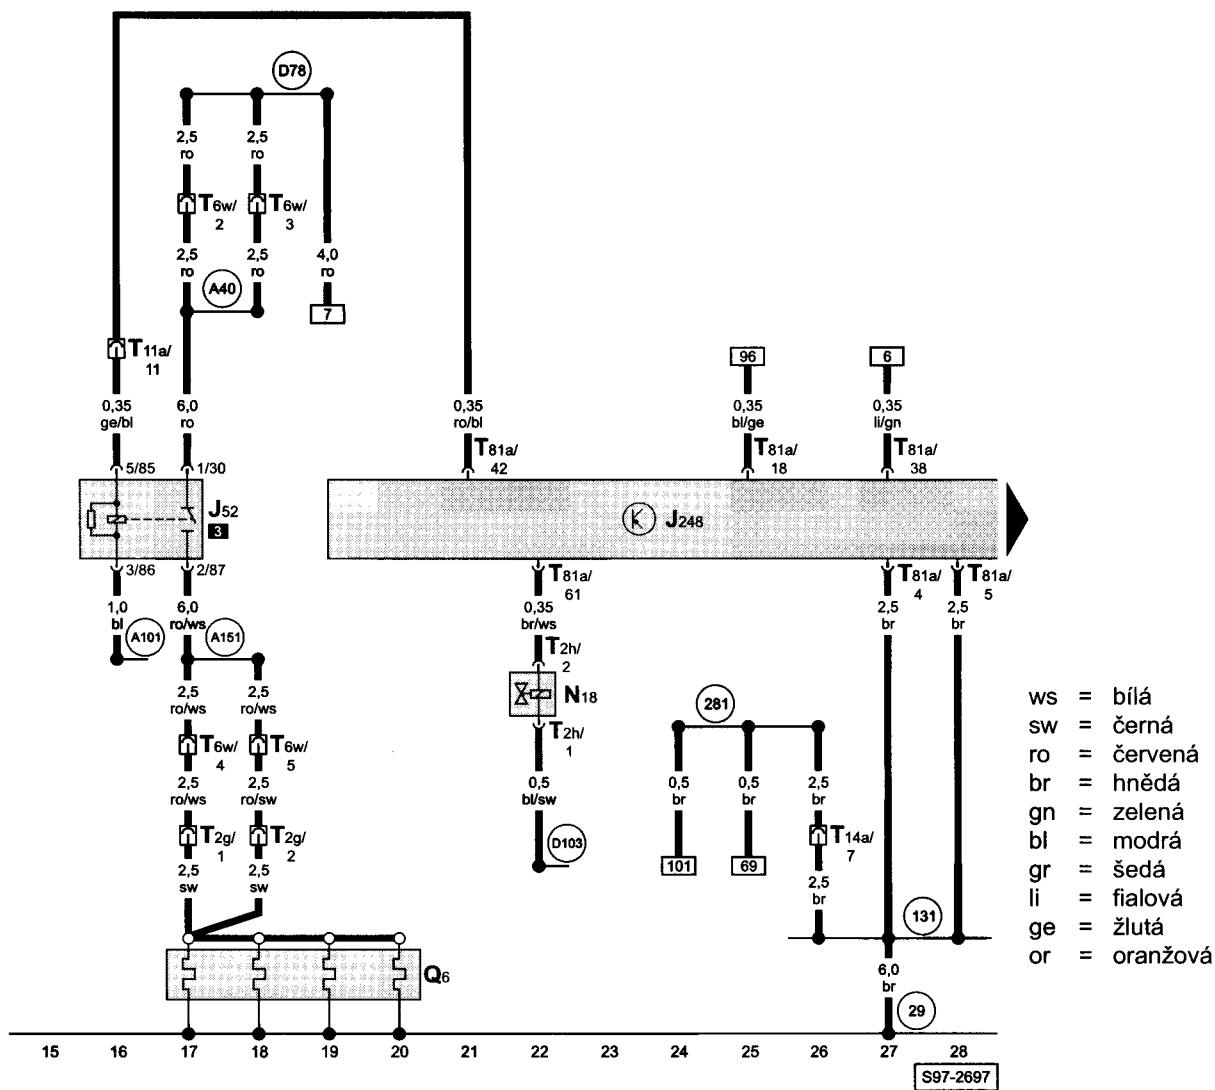 D78
2,5 2,5
ro ro
T6w/ T6w/
2 3
2,5 2,5 4,0
ro ro ro
A40
7
T11a/
11
96 6
0,35 6,0 0,35 0,35 0,35
ge/bl ro ro/bl bl/ge li/gn
T81a/ T81a/ T81a/
42 18 38
5/85 1/30
J52
3
J248
3/86 2/87
T81a/ T81a/ T81a/
61 4 5
1,0 6,0 0,35 2,5 2,5
bl ro/ws br/ws br br
A101 A151
T2h/
2
N18
T2h/
1
2,5 2,5
ro/ws ro/ws
281
T6w/ T6w/
4 5
2,5 2,5 0,5 0,5 0,5 2,5
ro/ws ro/sw bl/sw br br br
T2g/ T2g/
1 2
D103
T14a/
7
101 69
2,5 2,5 2,5
sw sw br
131
Q6
6,0
br
29
15 16 17 18 19 20 21 22 23 24 25 26 27 28
S97-2697
ws = bílá
sw = černá
ro = červená
br = hnědá
gn = zelená
bl = modrá
gr = šedá
li = fialová
ge = žlutá
or = oranžová